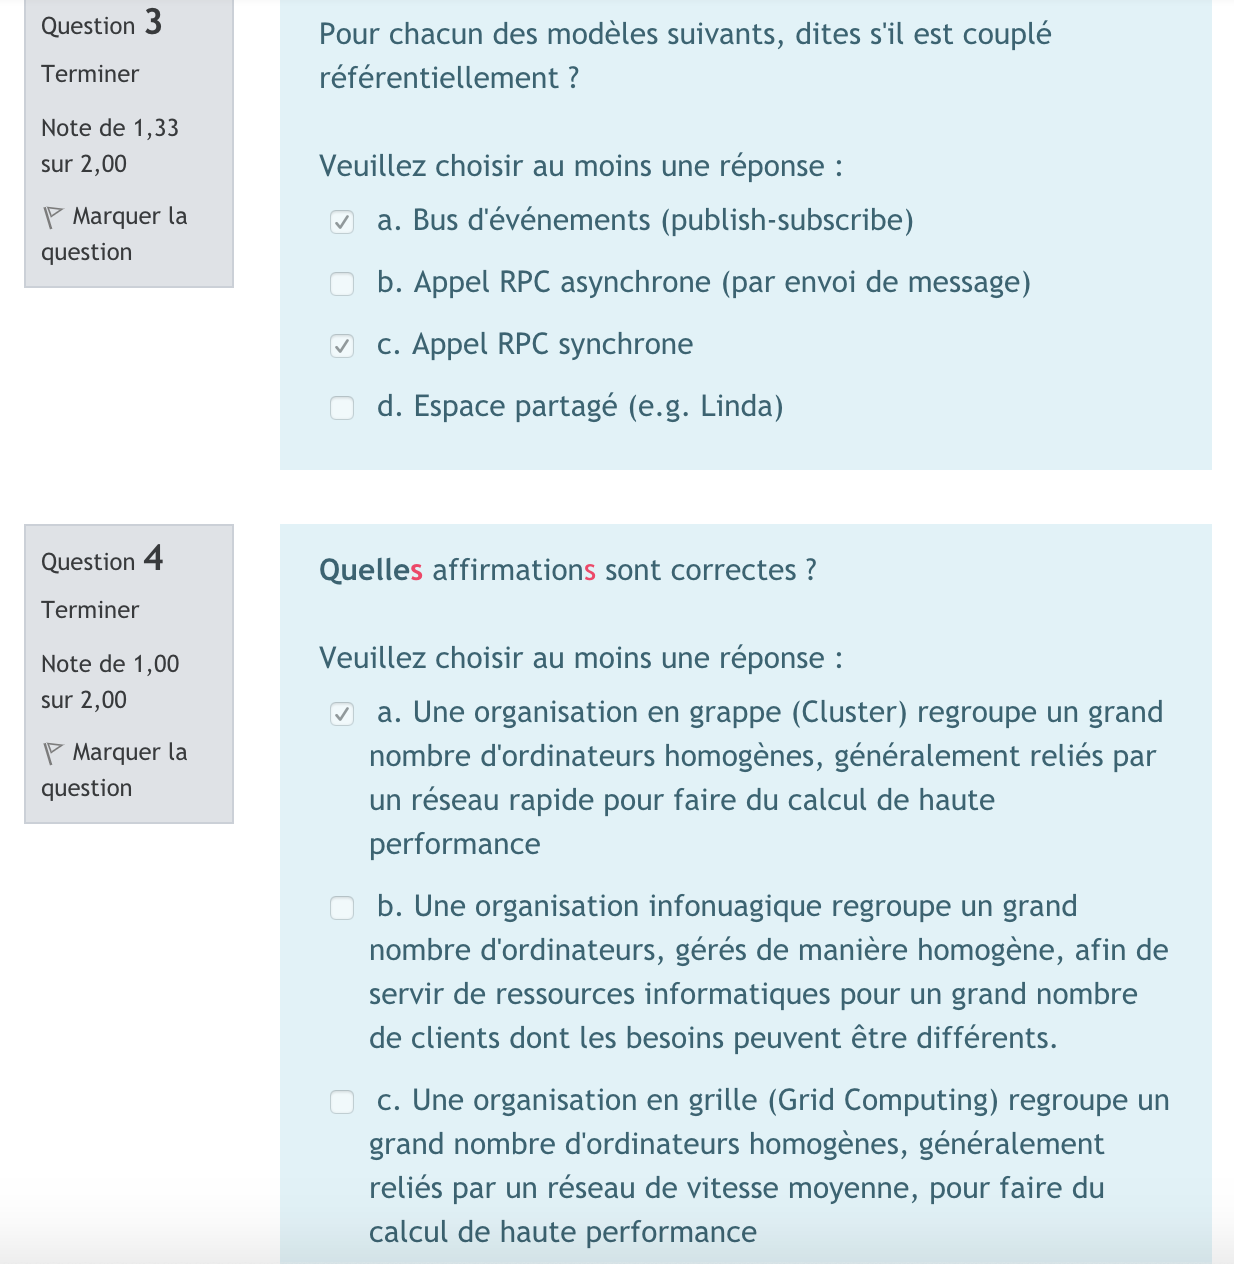 Question 3
Terminer
Note de 1,33
sur 2,00
Marquer la
question
Pour chacun des modèles suivants, dites s'il est couplé
référentiellement ?
Veuillez choisir au moins une réponse :
a. Bus d'événements (publish-subscribe)
b. Appel RPC asynchrone (par envoi de message)
c. Appel RPC synchrone
d. Espace partagé (e.g. Linda)
Question 4
Terminer
Note de 1,00
sur 2,00
Marquer la
question
Quelles affirmations sont correctes ?
Veuillez choisir au moins une réponse :
a. Une organisation en grappe (Cluster) regroupe un grand
nombre d'ordinateurs homogènes, généralement reliés par
un réseau rapide pour faire du calcul de haute
performance
b. Une organisation infonuagique regroupe un grand
nombre d'ordinateurs, gérés de manière homogène, afin de
servir de ressources informatiques pour un grand nombre
de clients dont les besoins peuvent être différents.
c. Une organisation en grille (Grid Computing) regroupe un
grand nombre d'ordinateurs homogènes, généralement
reliés par un réseau de vitesse moyenne, pour faire du
calcul de haute performance